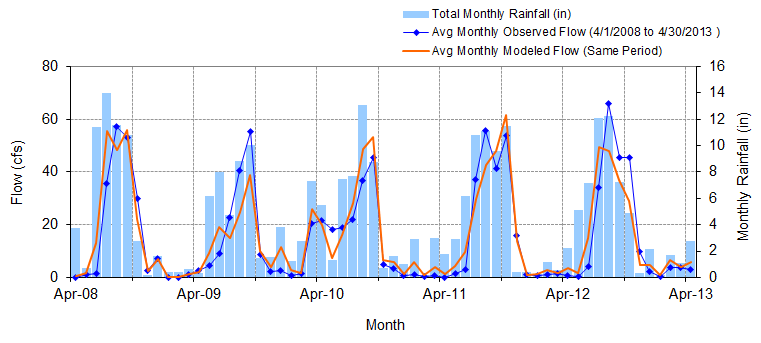 Total Monthly Rainfall (in)
Avg Monthly Observed Flow (4/1/2008 to 4/30/2013 )
Avg Monthly Modeled Flow (Same Period)
80
60
40
20
0
Flow (cfs)
16
14
12
10
8
6
4
2
0
Monthly Rainfall (in)
Apr-08 Apr-09 Apr-10 Apr-11 Apr-12 Apr-13
Month